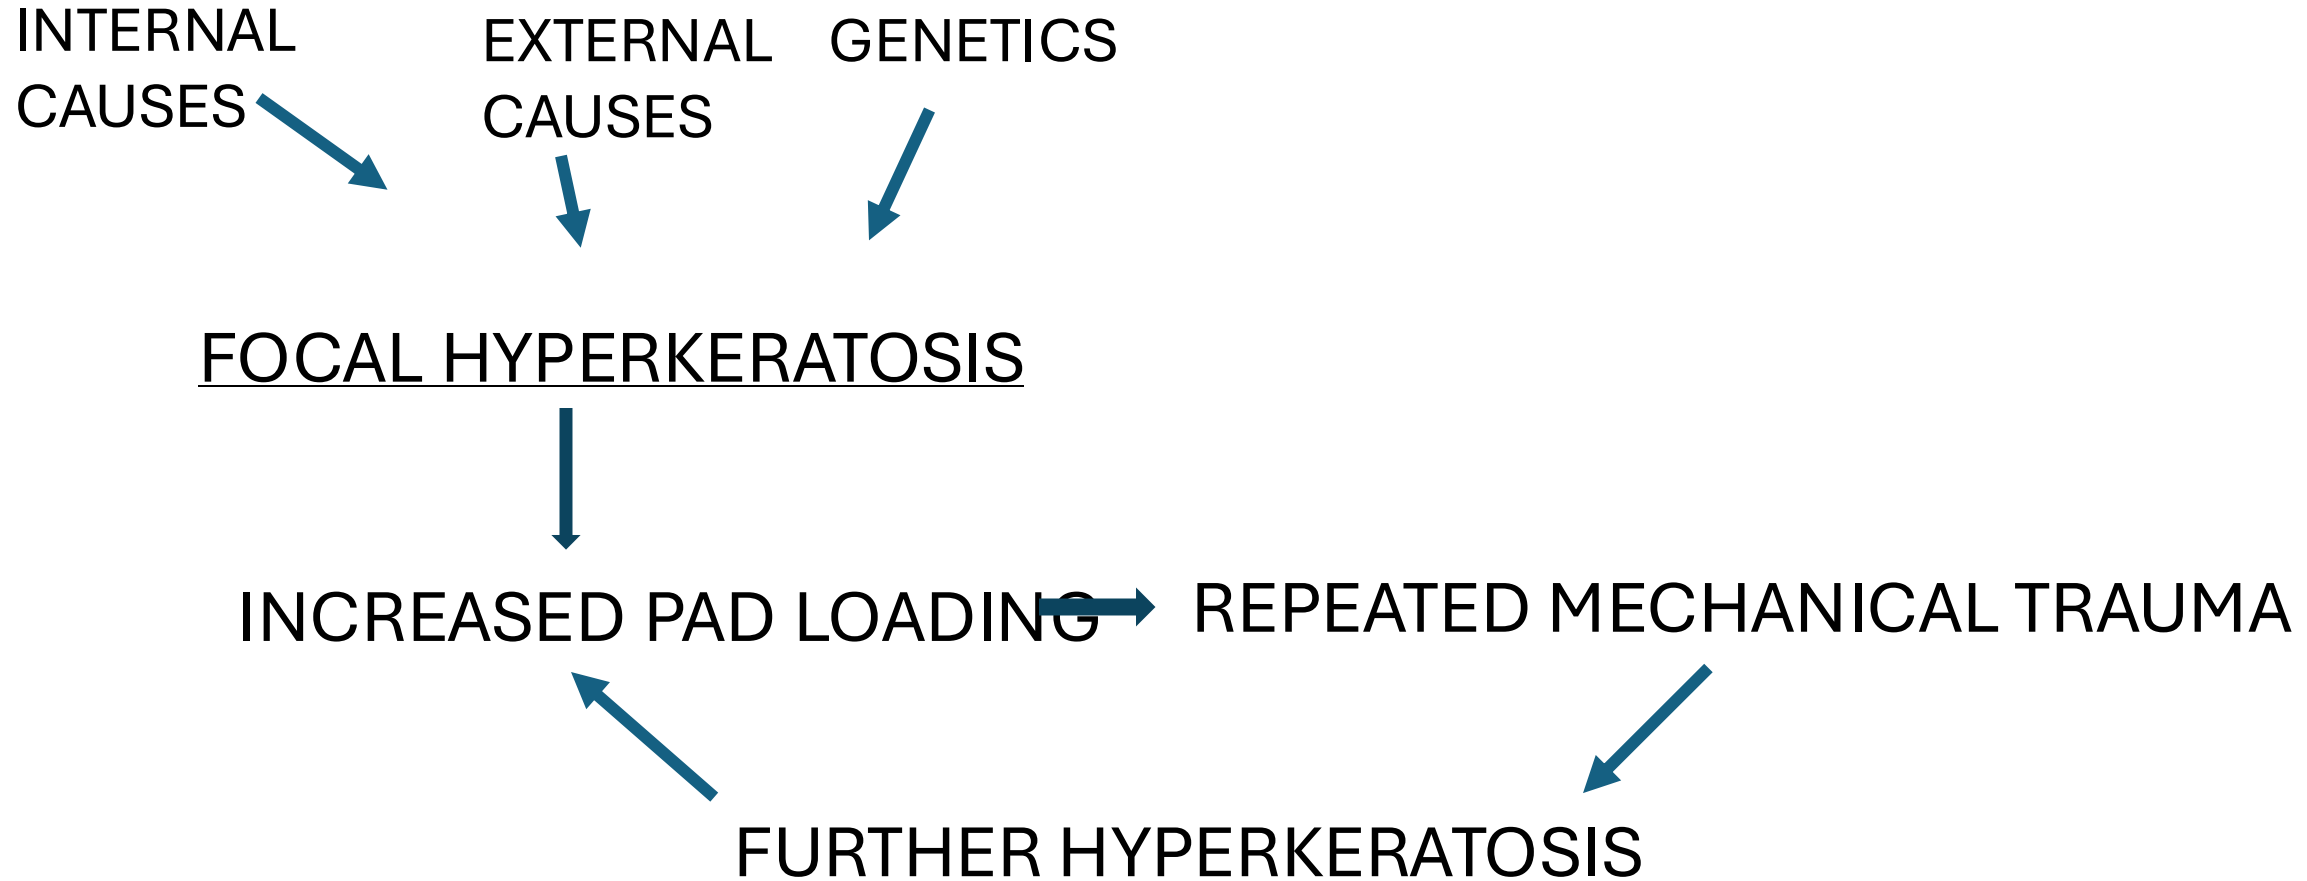 INTERNAL
CAUSES
EXTERNAL
CAUSES
GENETICS
FOCAL HYPERKERATOSIS
INCREASED PAD LOADING
REPEATED MECHANICAL TRAUMA
FURTHER HYPERKERATOSIS